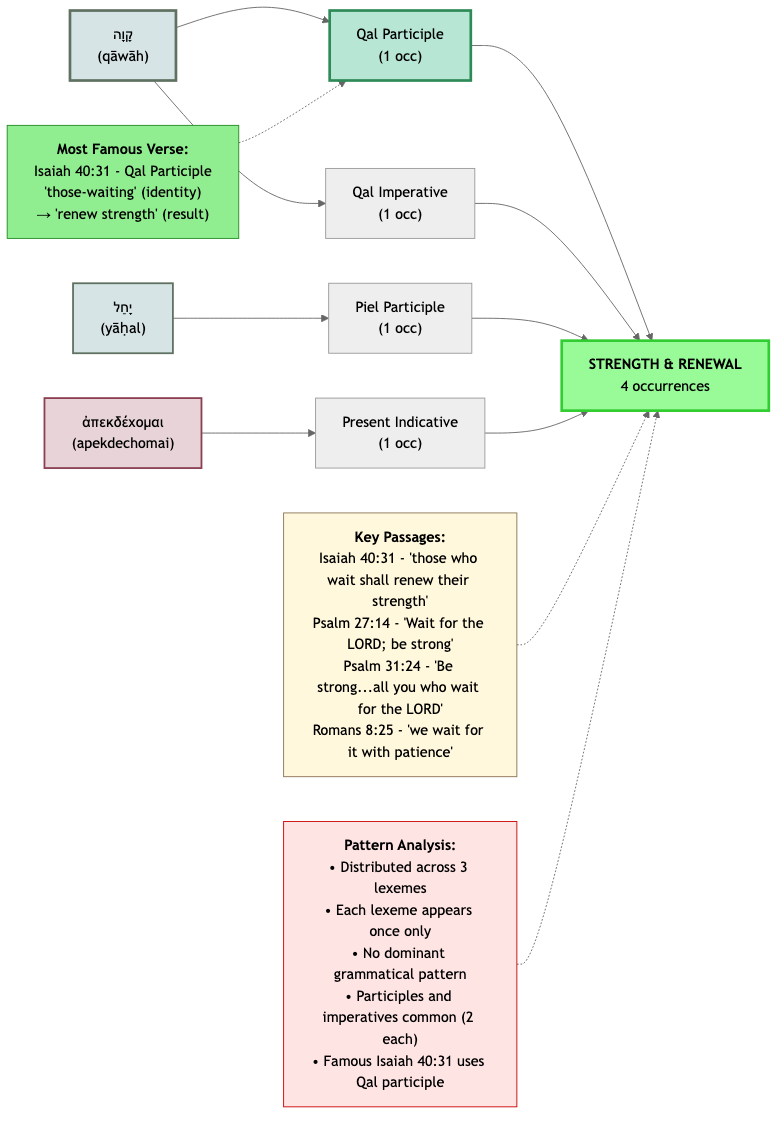 קָוָה
(qāwāh)
Qal Participle
(1 occ)
Most Famous Verse:
Isaiah 40:31 - Qal Participle
'those-waiting' (identity)
→ 'renew strength' (result)
Qal Imperative
(1 occ)
יָחַל
(yāḥal)
Piel Participle
(1 occ)
STRENGTH & RENEWAL
4 occurrences
ἀπεκδέχομαι
(apekdechomai)
Present Indicative
(1 occ)
Key Passages:
Isaiah 40:31 - 'those who
wait shall renew their
strength'
Psalm 27:14 - 'Wait for the
LORD; be strong'
Psalm 31:24 - 'Be
strong...all you who wait
for the LORD'
Romans 8:25 - 'we wait for
it with patience'
Pattern Analysis:
• Distributed across 3
lexemes
• Each lexeme appears
once only
• No dominant
grammatical pattern
• Participles and
imperatives common (2
each)
• Famous Isaiah 40:31 uses
Qal participle